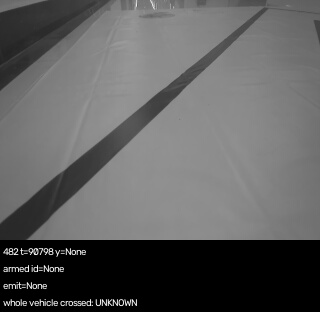 482 t=90798 y=None
armed id=None
emit=None
whole vehicle crossed: UNKNOWN